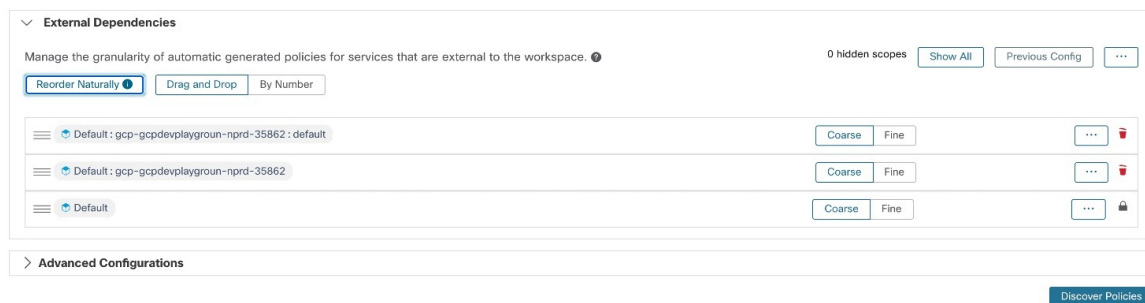 External Dependencies
Manage the granularity of automatic generated policies for services that are external to the workspace. ?
0 hidden scopes Show All Previous Config ...
Reorder Naturally i Drag and Drop By Number
Default : gcp-gcpdevplaygroun-nprd-35862 : default Coarse Fine ...
Default : gcp-gcpdevplaygroun-nprd-35862 Coarse Fine ...
Default Coarse Fine ...
Advanced Configurations
Discover Policies